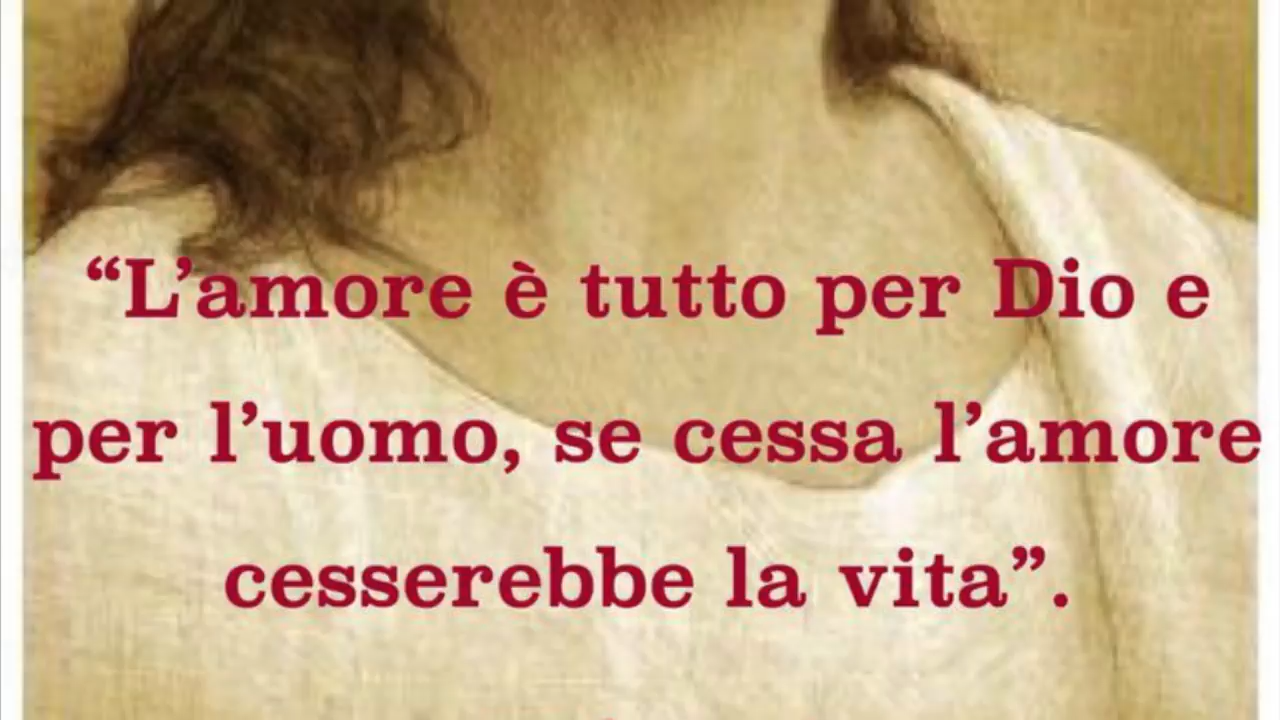 “L’amore è tutto per Dio e
per l’uomo, se cessa l’amore
cesserebbe la vita”.